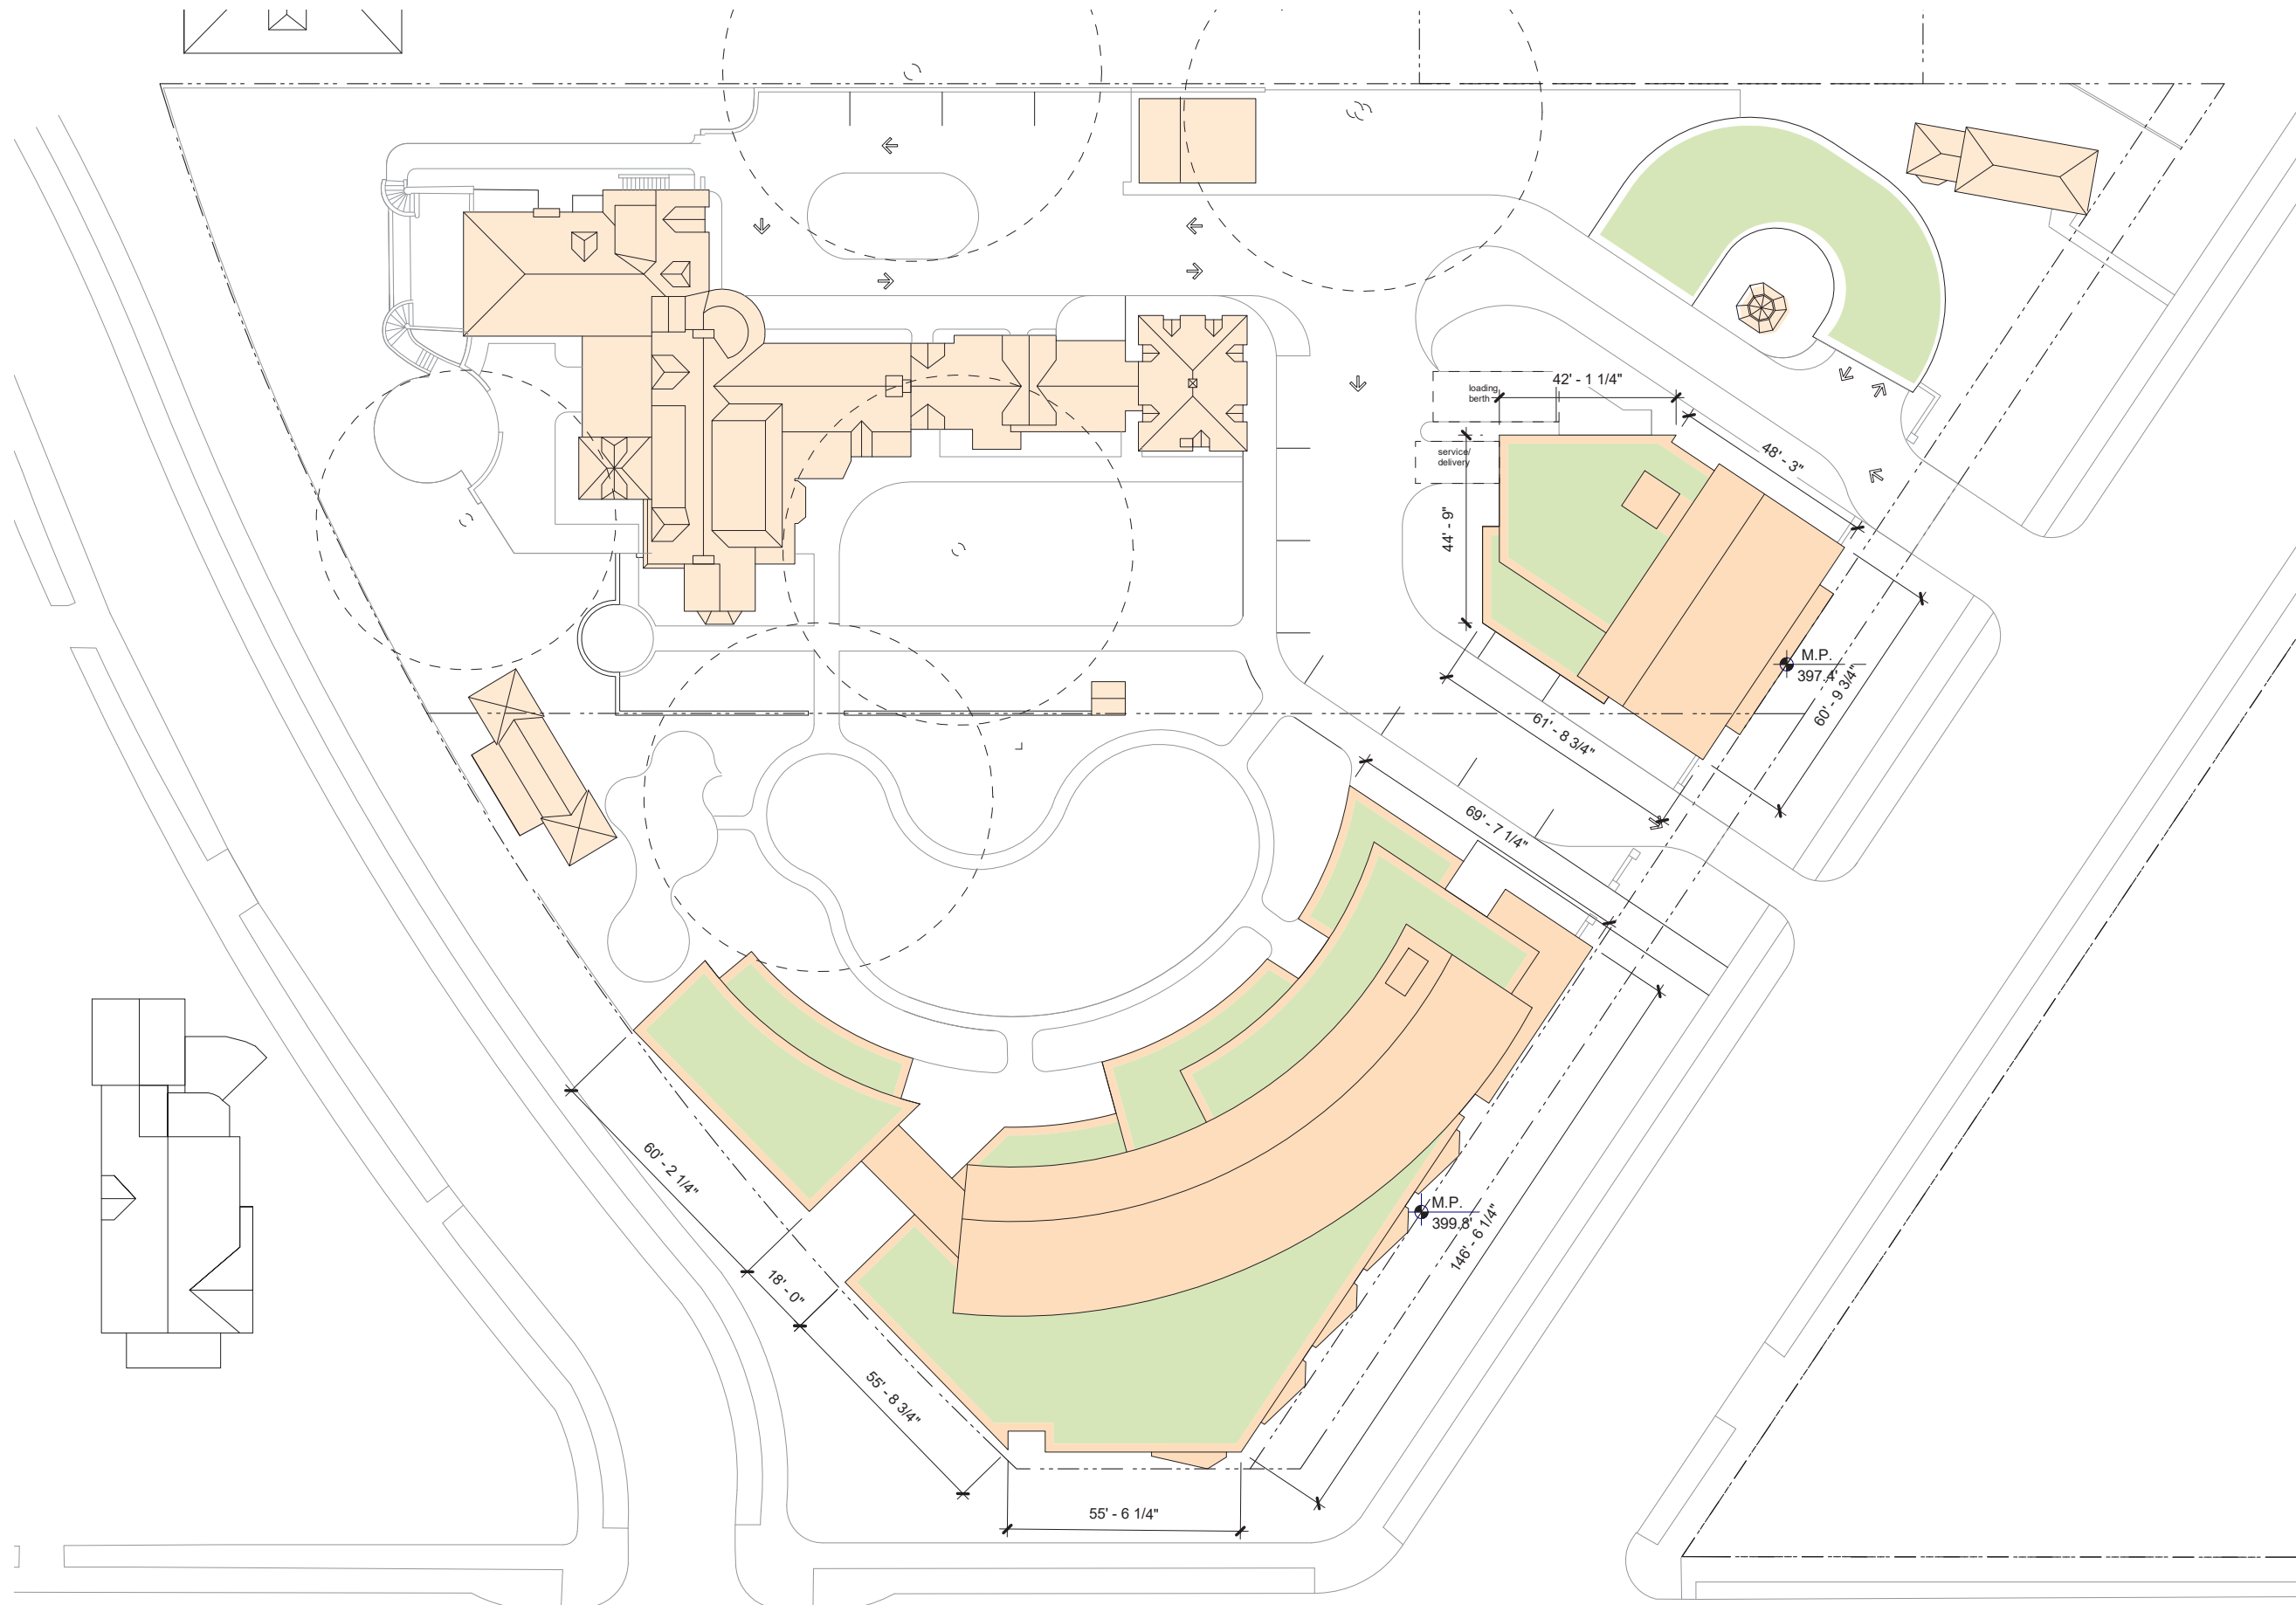 loading
berth
42' - 1 1/4"
service/
delivery
48' - 3"
44' - 9"
M.P.
397.4'
60' - 9 3/4"
61' - 8 3/4"
69' - 7 1/4"
60' - 2 1/4"
M.P.
399.8'
146' - 6 1/4"
18' - 0"
55' - 8 3/4"
55' - 6 1/4"